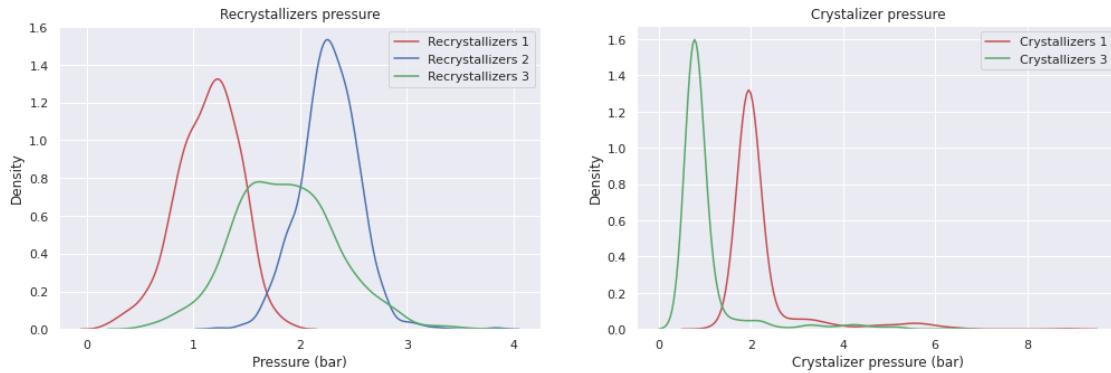 Recrystallizers pressure
1.6
1.4
1.2
1.0
0.8
0.6
0.4
0.2
0.0
Density
Recrystallizers 1
Recrystallizers 2
Recrystallizers 3
0 1 2 3 4
Pressure (bar)
Crystalizer pressure
1.6
1.4
1.2
1.0
0.8
0.6
0.4
0.2
0.0
Density
Crystallizers 1
Crystallizers 3
0 2 4 6 8
Crystalizer pressure (bar)